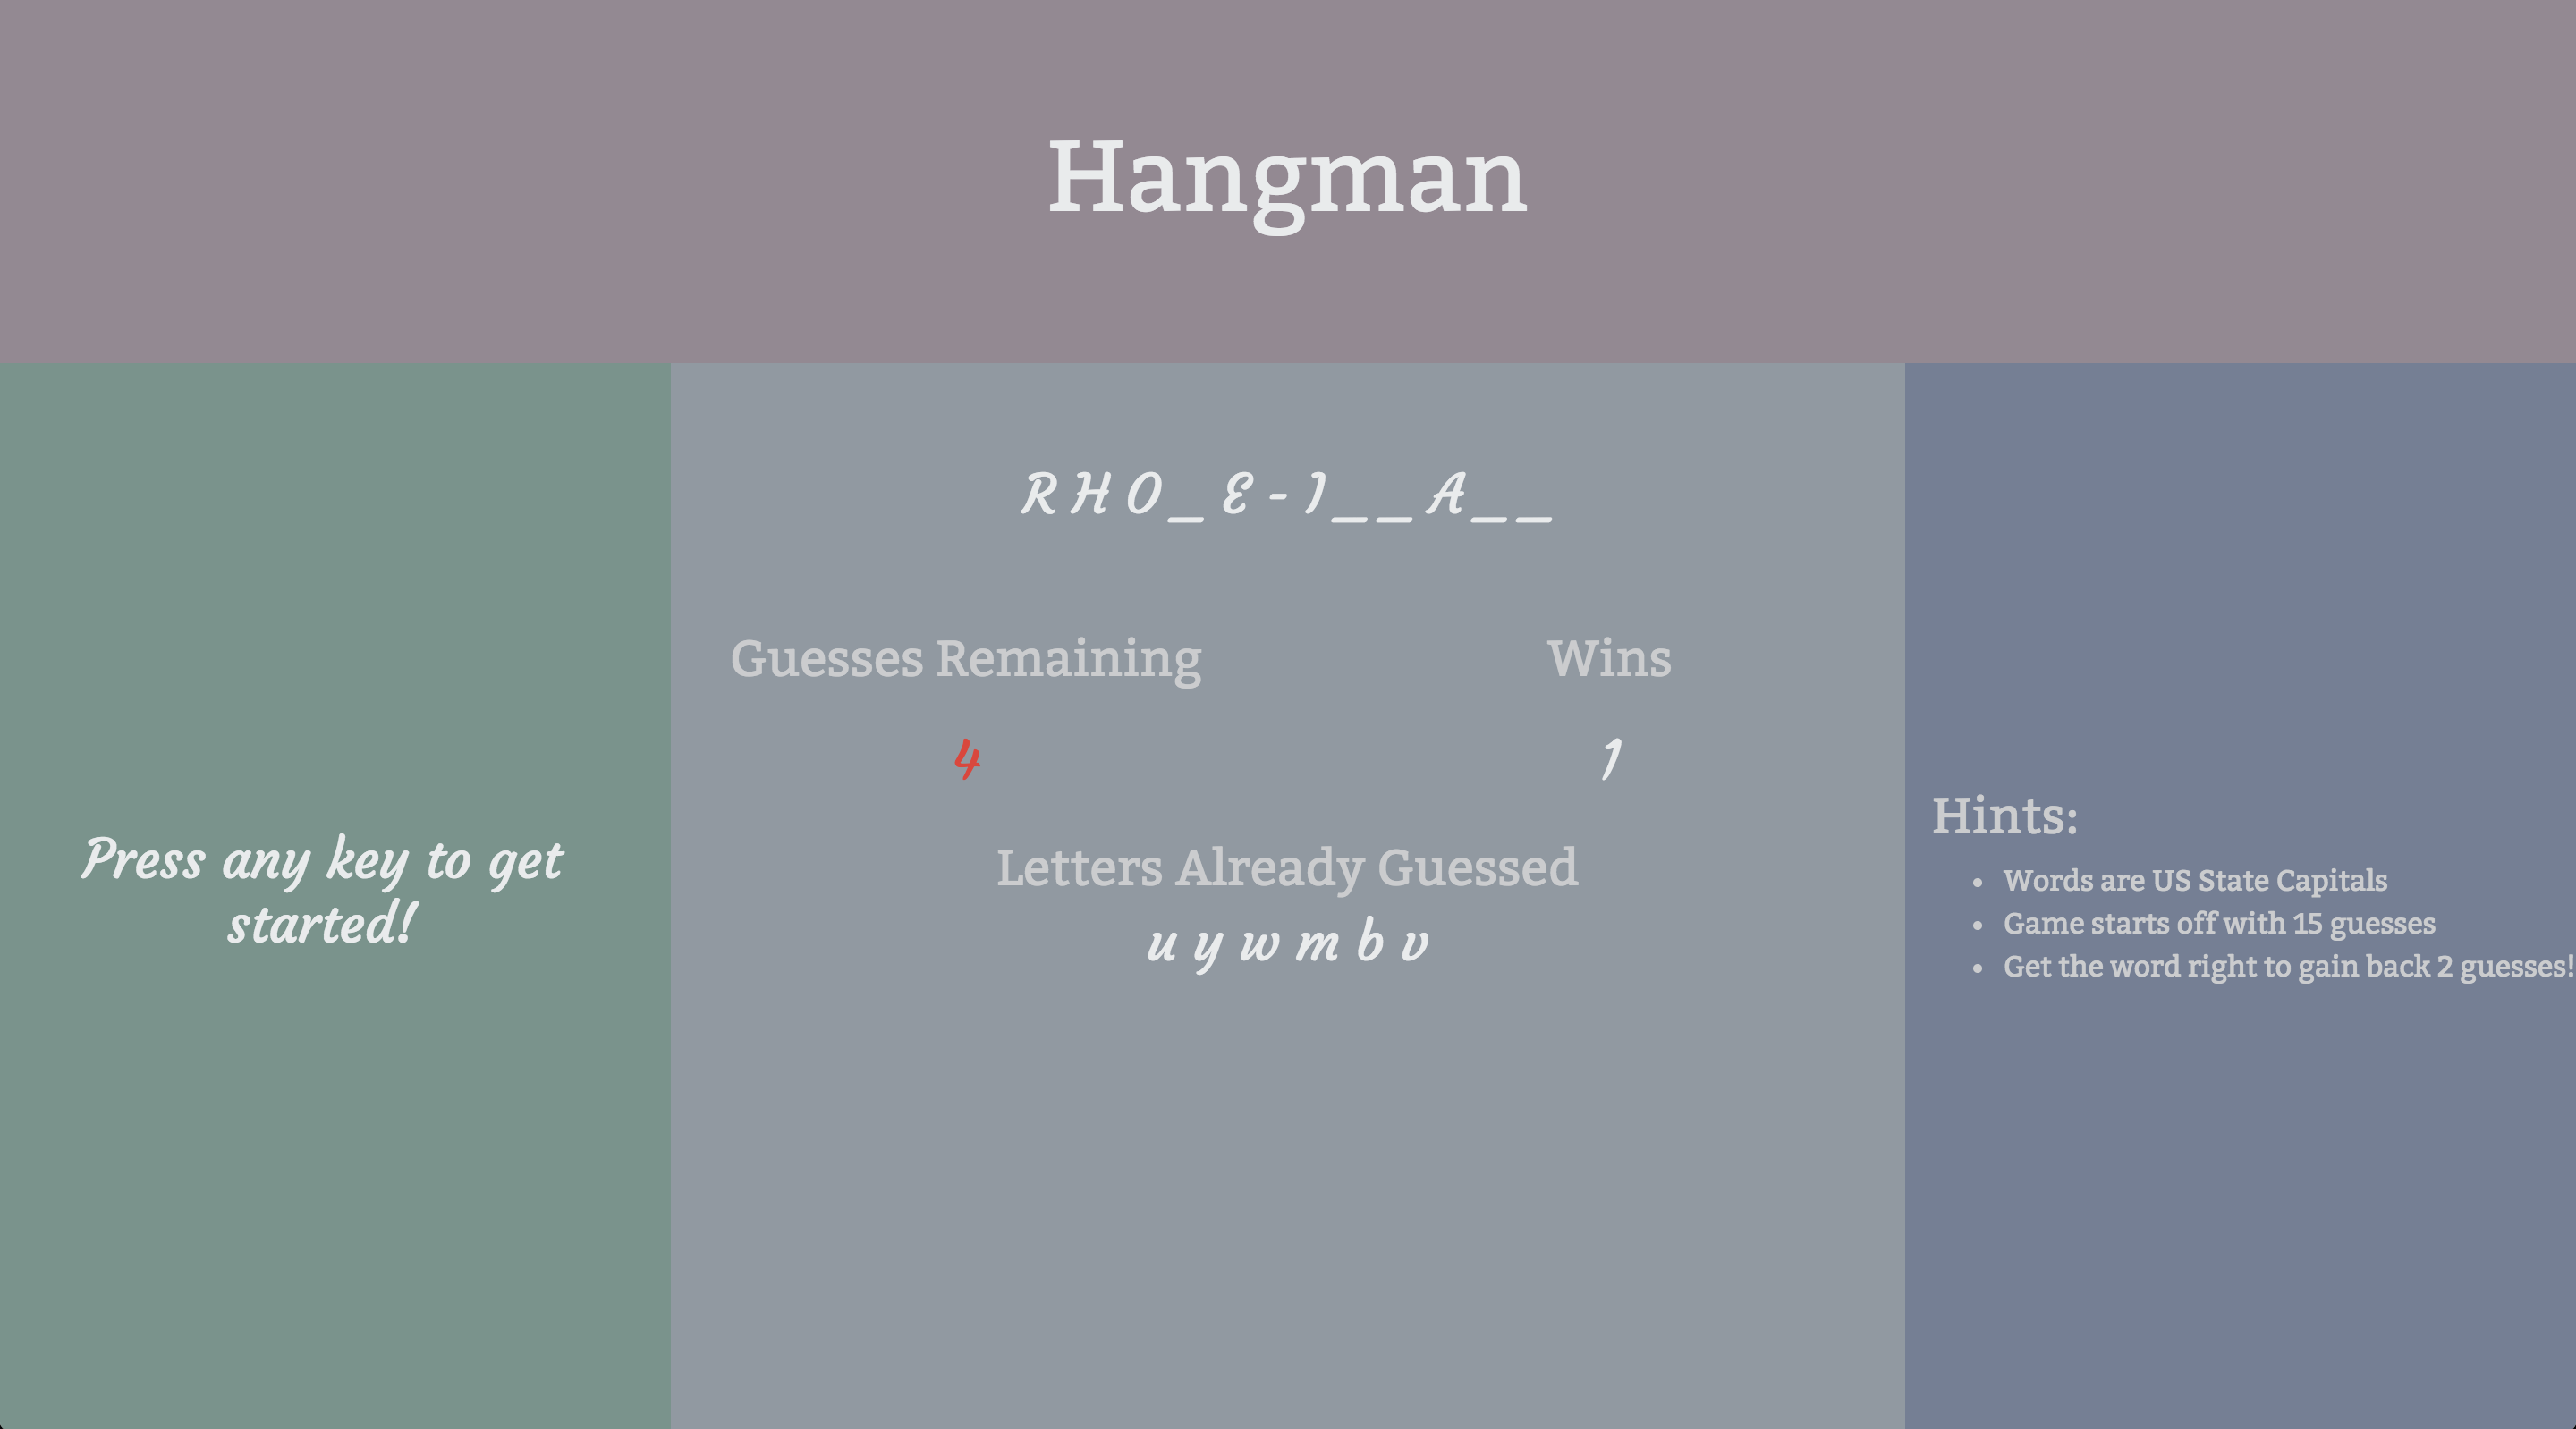 Hangman
Press any key to get
started!
R H O _ E - I _ _ A _ _
Guesses Remaining
4
Wins
1
Letters Already Guessed
u y w m b v
Hints:
• Words are US State Capitals
• Game starts off with 15 guesses
• Get the word right to gain back 2 guesses!